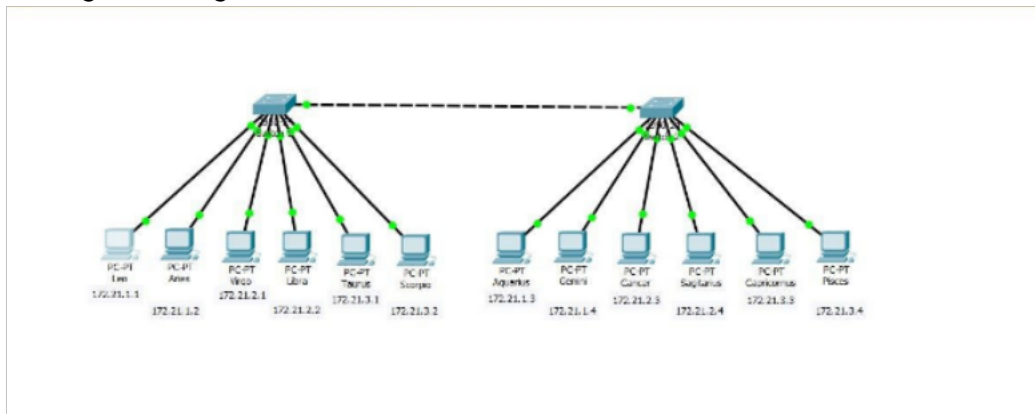 PC-PT
Leo
172.21.1.1
PC-PT
Aries
172.21.1.2
PC-PT
Virgo
172.21.2.1
PC-PT
Libra
172.21.2.2
PC-PT
Taurus
172.21.3.1
PC-PT
Scorpio
172.21.3.2
PC-PT
Aquarius
172.21.1.3
PC-PT
Gemini
172.21.1.4
PC-PT
Cancer
172.21.2.3
PC-PT
Sagitarius
172.21.2.4
PC-PT
Capricornus
172.21.3.3
PC-PT
Pisces
172.21.3.4